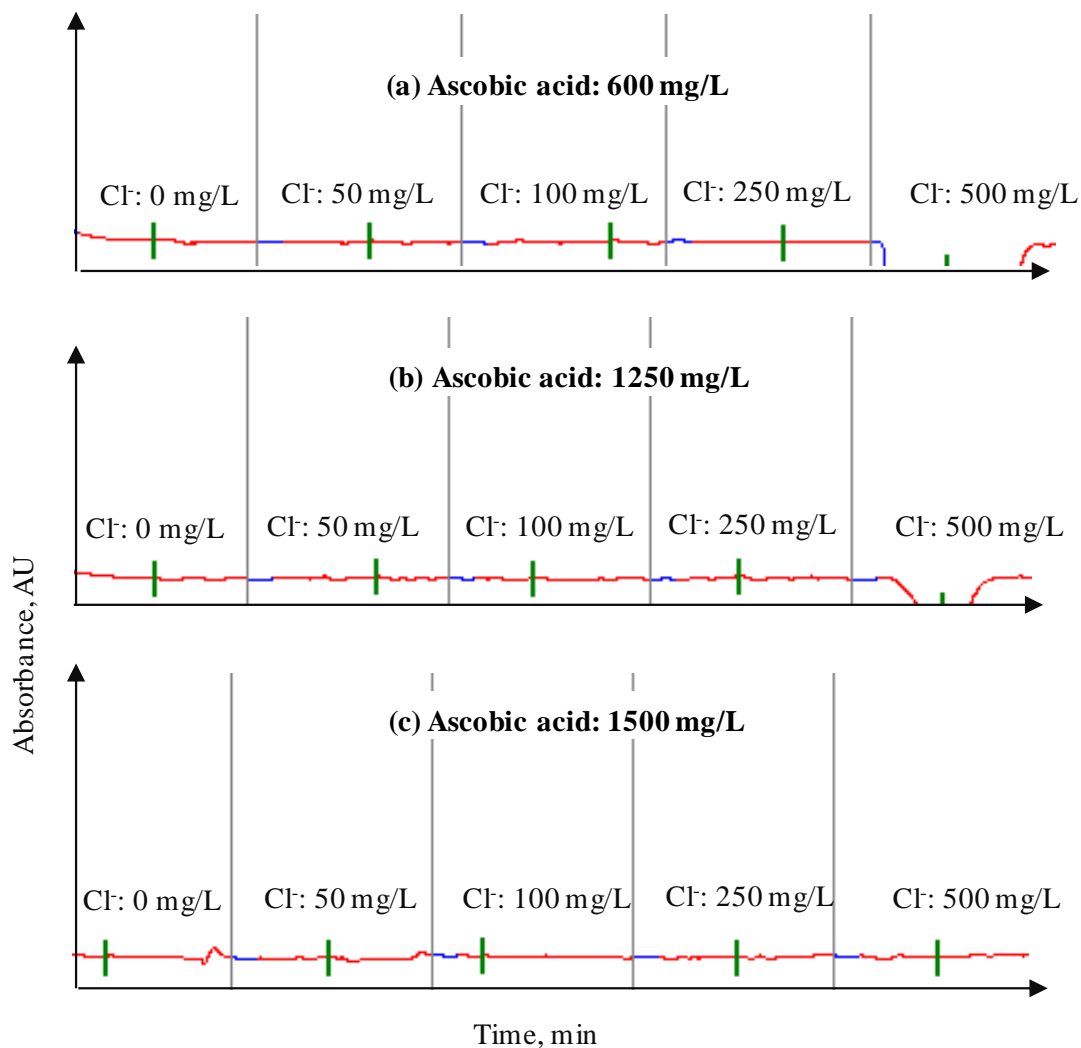 (a) Ascobic acid: 600 mg/L
Cl⁻: 0 mg/L
Cl⁻: 50 mg/L
Cl⁻: 100 mg/L
Cl⁻: 250 mg/L
Cl⁻: 500 mg/L
(b) Ascobic acid: 1250 mg/L
Cl⁻: 0 mg/L
Cl⁻: 50 mg/L
Cl⁻: 100 mg/L
Cl⁻: 250 mg/L
Cl⁻: 500 mg/L
Absorbance, AU
(c) Ascobic acid: 1500 mg/L
Cl⁻: 0 mg/L
Cl⁻: 50 mg/L
Cl⁻: 100 mg/L
Cl⁻: 250 mg/L
Cl⁻: 500 mg/L
Time, min